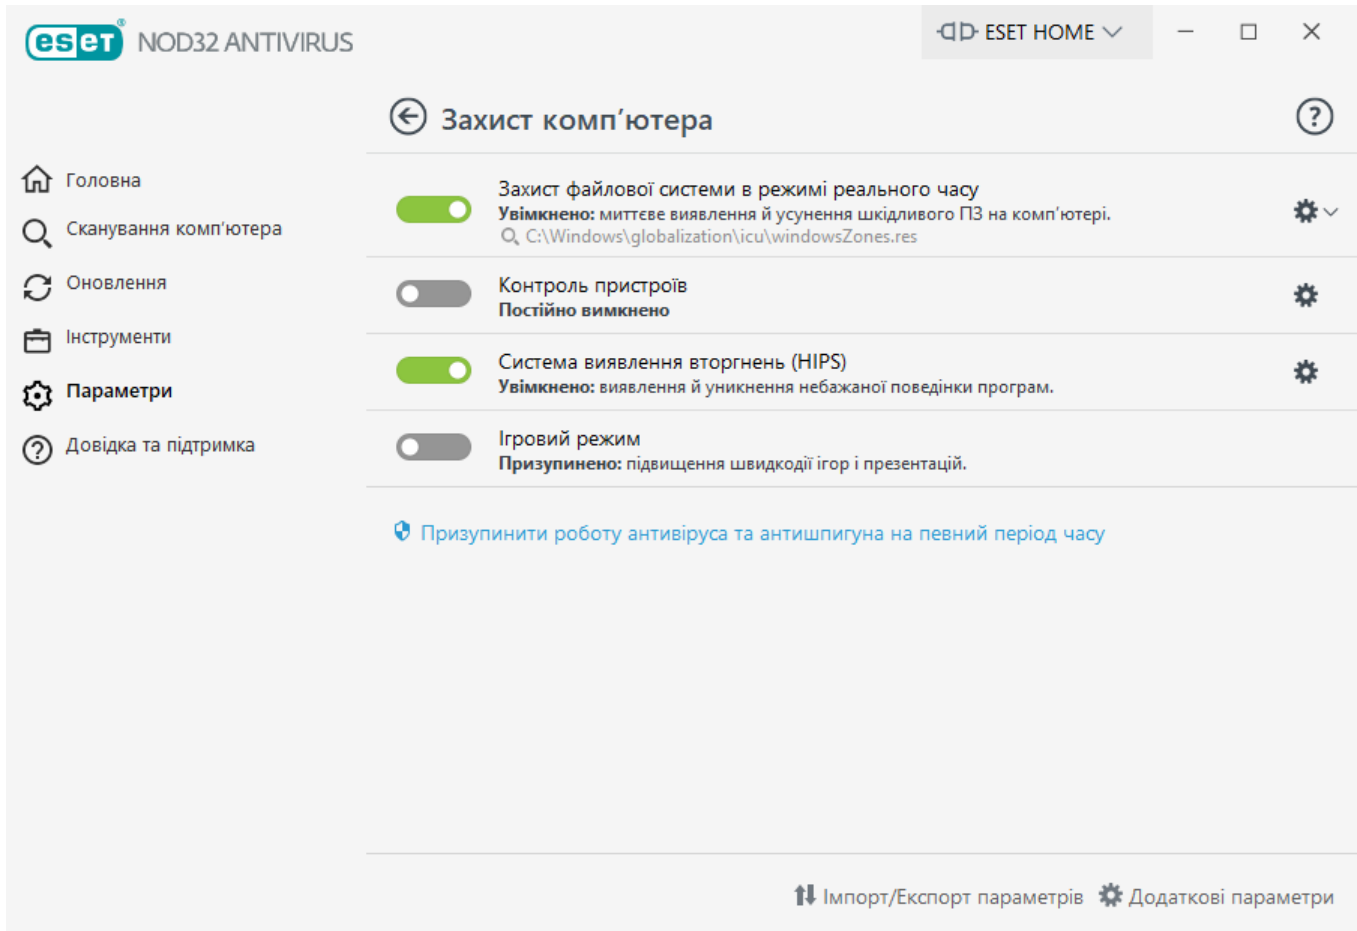 eset® NOD32 ANTIVIRUS
ESET HOME
Захист комп’ютера
Головна
Сканування комп’ютера
Оновлення
Інструменти
Параметри
Довідка та підтримка
Захист файлової системи в режимі реального часу
Увімкнено: миттєве виявлення й усунення шкідливого ПЗ на комп’ютері.
C:\Windows\globalization\icu\windowsZones.res
Контроль пристроїв
Постійно вимкнено
Система виявлення вторгнень (HIPS)
Увімкнено: виявлення й уникнення небажаної поведінки програм.
Ігровий режим
Призупинено: підвищення швидкодії ігор і презентацій.
Призупинити роботу антивіруса та антишпигуна на певний період часу
Імпорт/Експорт параметрів Додаткові параметри